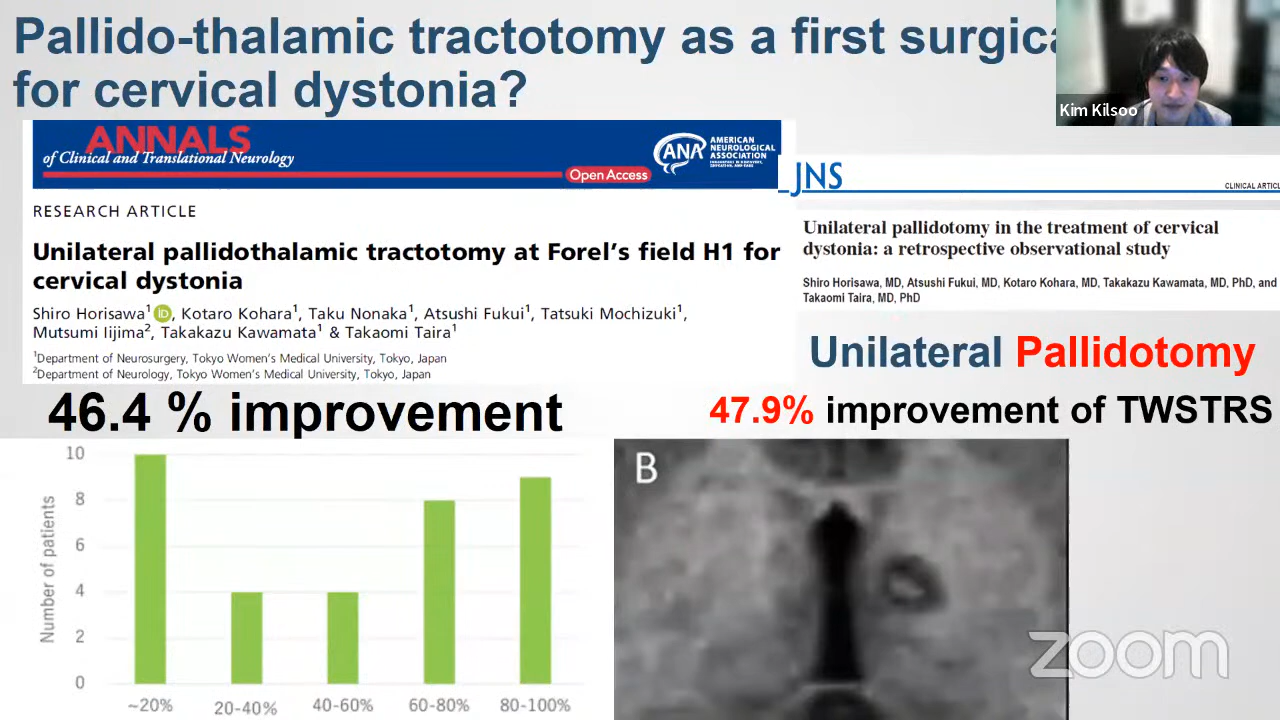 Pallido-thalamic tractotomy as a first surgica
for cervical dystonia?
Kim Kilsoo
ANNALS
of Clinical and Translational Neurology
Open Access
ANA
AMERICAN
NEUROLOGICAL
ASSOCIATION
RESEARCH ARTICLE
Unilateral pallidothalamic tractotomy at Forel's field H1 for
cervical dystonia
Shiro Horisawa1 iD, Kotaro Kohara1, Taku Nonaka1, Atsushi Fukui1, Tatsuki Mochizuki1,
Mutsumi Iijima2, Takakazu Kawamata1 & Takaomi Taira1
1Department of Neurosurgery, Tokyo Women's Medical University, Tokyo, Japan
2Department of Neurology, Tokyo Women's Medical University, Tokyo, Japan
46.4 % improvement
JNS
CLINICAL ARTICL
Unilateral pallidotomy in the treatment of cervical
dystonia: a retrospective observational study
Shiro Horisawa, MD, Atsushi Fukui, MD, Kotaro Kohara, MD, Takakazu Kawamata, MD, PhD, and
Takaomi Taira, MD, PhD
Unilateral Pallidotomy
47.9% improvement of TWSTRS
Number of patients
10
8
6
4
2
0
~20%
20-40%
40-60%
60-80%
80-100%
B
zoom